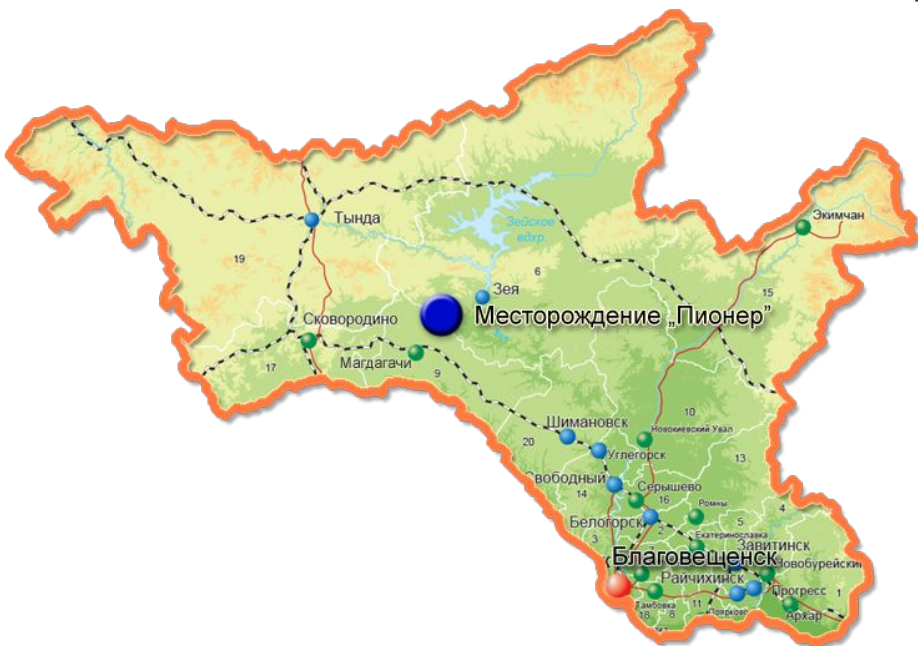 Экимчан
Тында
Зейское
вдхр.
19
6
Зея
15
Месторождение „Пионер”
Сковородино
Магдагачи
17
9
10
Шимановск
Новокиевский Увал
20
Углегорск
13
Свободный
14
Серышево
16
Ромны
4
Белогорск
5
2
Екатеринославка
3
Завитинск
Благовещенск
Новобурейский
Райчихинск
Прогресс
1
Тамбовка
11
Поярково
Архара
18
8